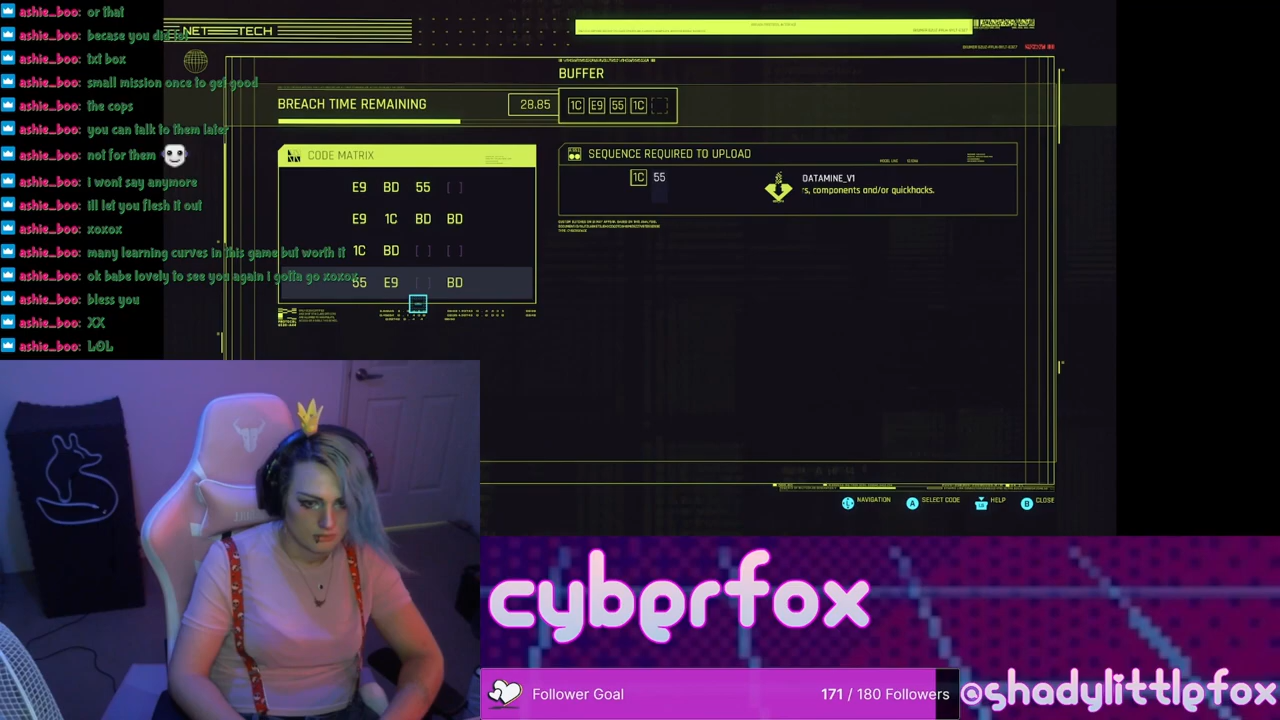 ashie_boo: or that
ashie_boo:
ashie_boo: txt box
ashie_boo: small mission once to get good
ashie_boo: the cops
ashie_boo: you can talk to them later
ashie_boo: not for them
ashie_boo: i wont say anymore
ashie_boo: ill let you flesh it out
ashie_boo: xoxox
ashie_boo: many learning curves in this game but worth it
ashie_boo: ok babe lovely to see you again I gotta go xoxox
ashie_boo: bless you
ashie_boo: XX
ashie_boo: LOL
NET TECH
BREACH TIME REMAINING
28.85
BUFFER
1C E9 55 1C
CODE MATRIX
E9 BD 55 [ ]
E9 1C BD BD
1C BD [ ] [ ]
55 E9 [ ] BD
SEQUENCE REQUIRED TO UPLOAD
1C 55
DATAMINE_V1
s, components and/or quickhacks.
NAVIGATION
A SELECT CODE
HELP
B CLOSE
cyberfox
Follower Goal
171 / 180 Followers
@shadylittlefox